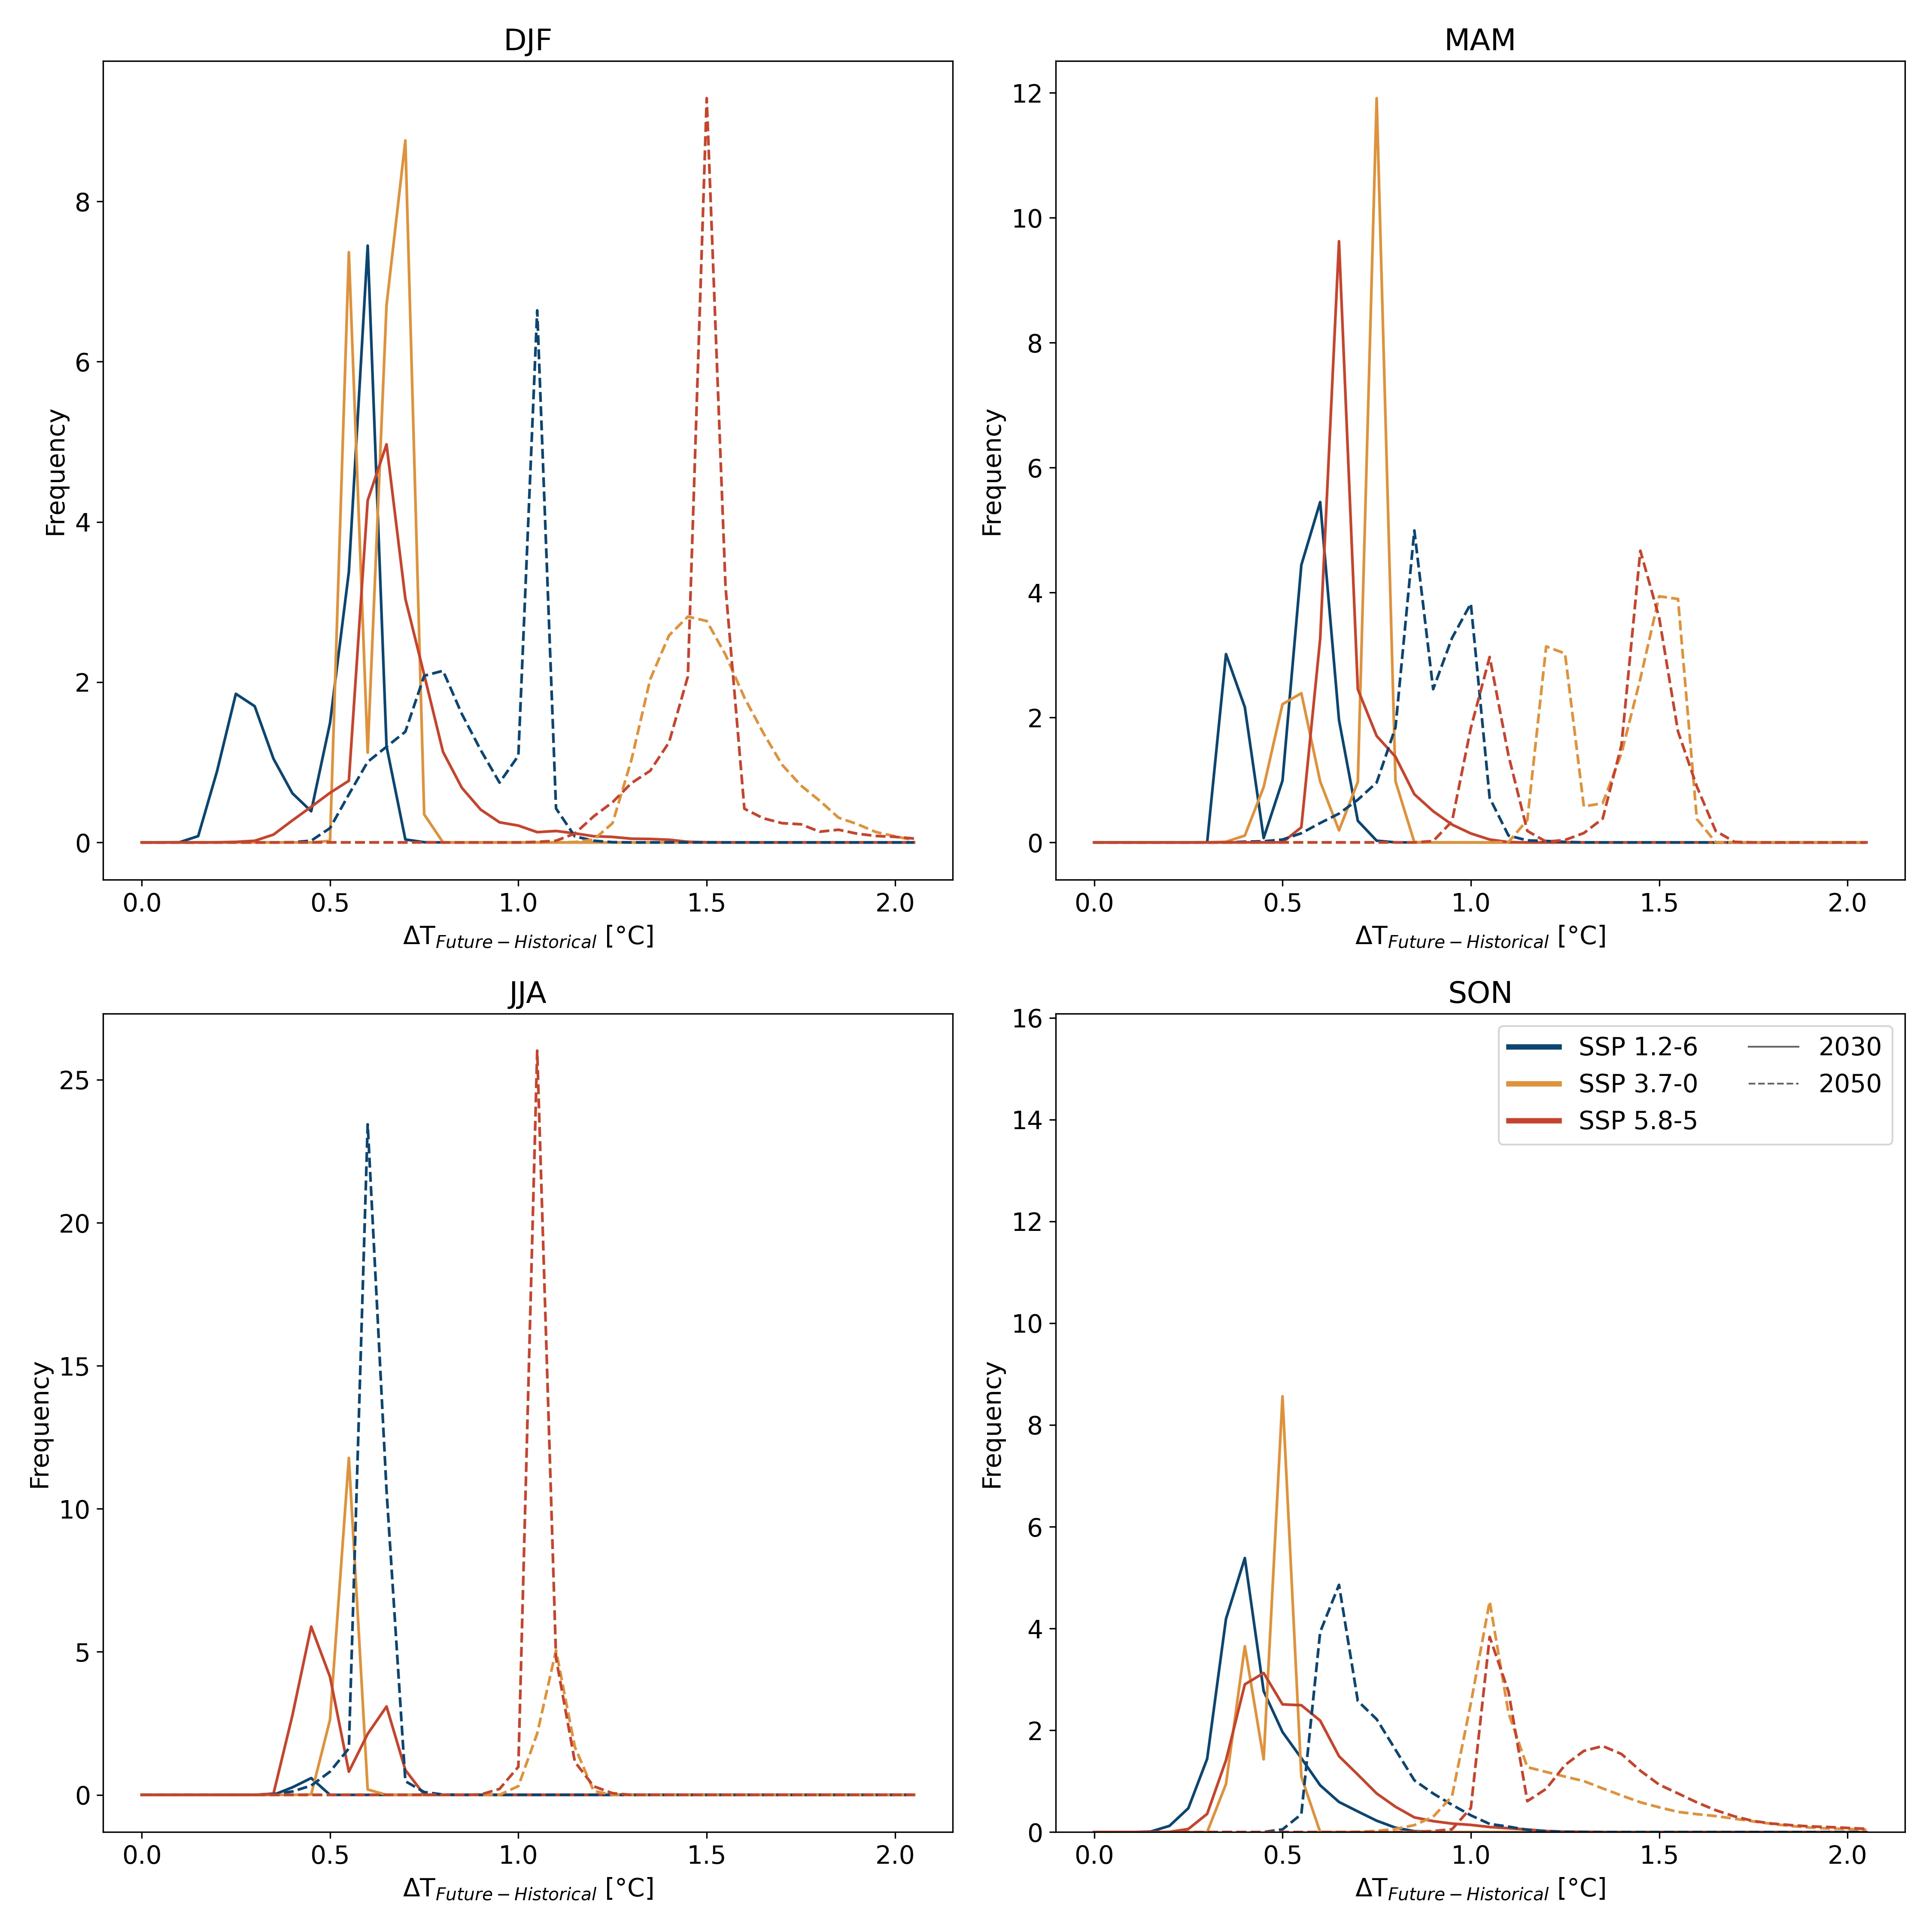 DJF
Frequency
8
6
4
2
0
0.0 0.5 1.0 1.5 2.0
ΔTFuture−Historical [°C]
MAM
Frequency
12
10
8
6
4
2
0
0.0 0.5 1.0 1.5 2.0
ΔTFuture−Historical [°C]
JJA
Frequency
25
20
15
10
5
0
0.0 0.5 1.0 1.5 2.0
ΔTFuture−Historical [°C]
SON
Frequency
16
14
12
10
8
6
4
2
0
SSP 1.2-6 2030
SSP 3.7-0 2050
SSP 5.8-5
0.0 0.5 1.0 1.5 2.0
ΔTFuture−Historical [°C]